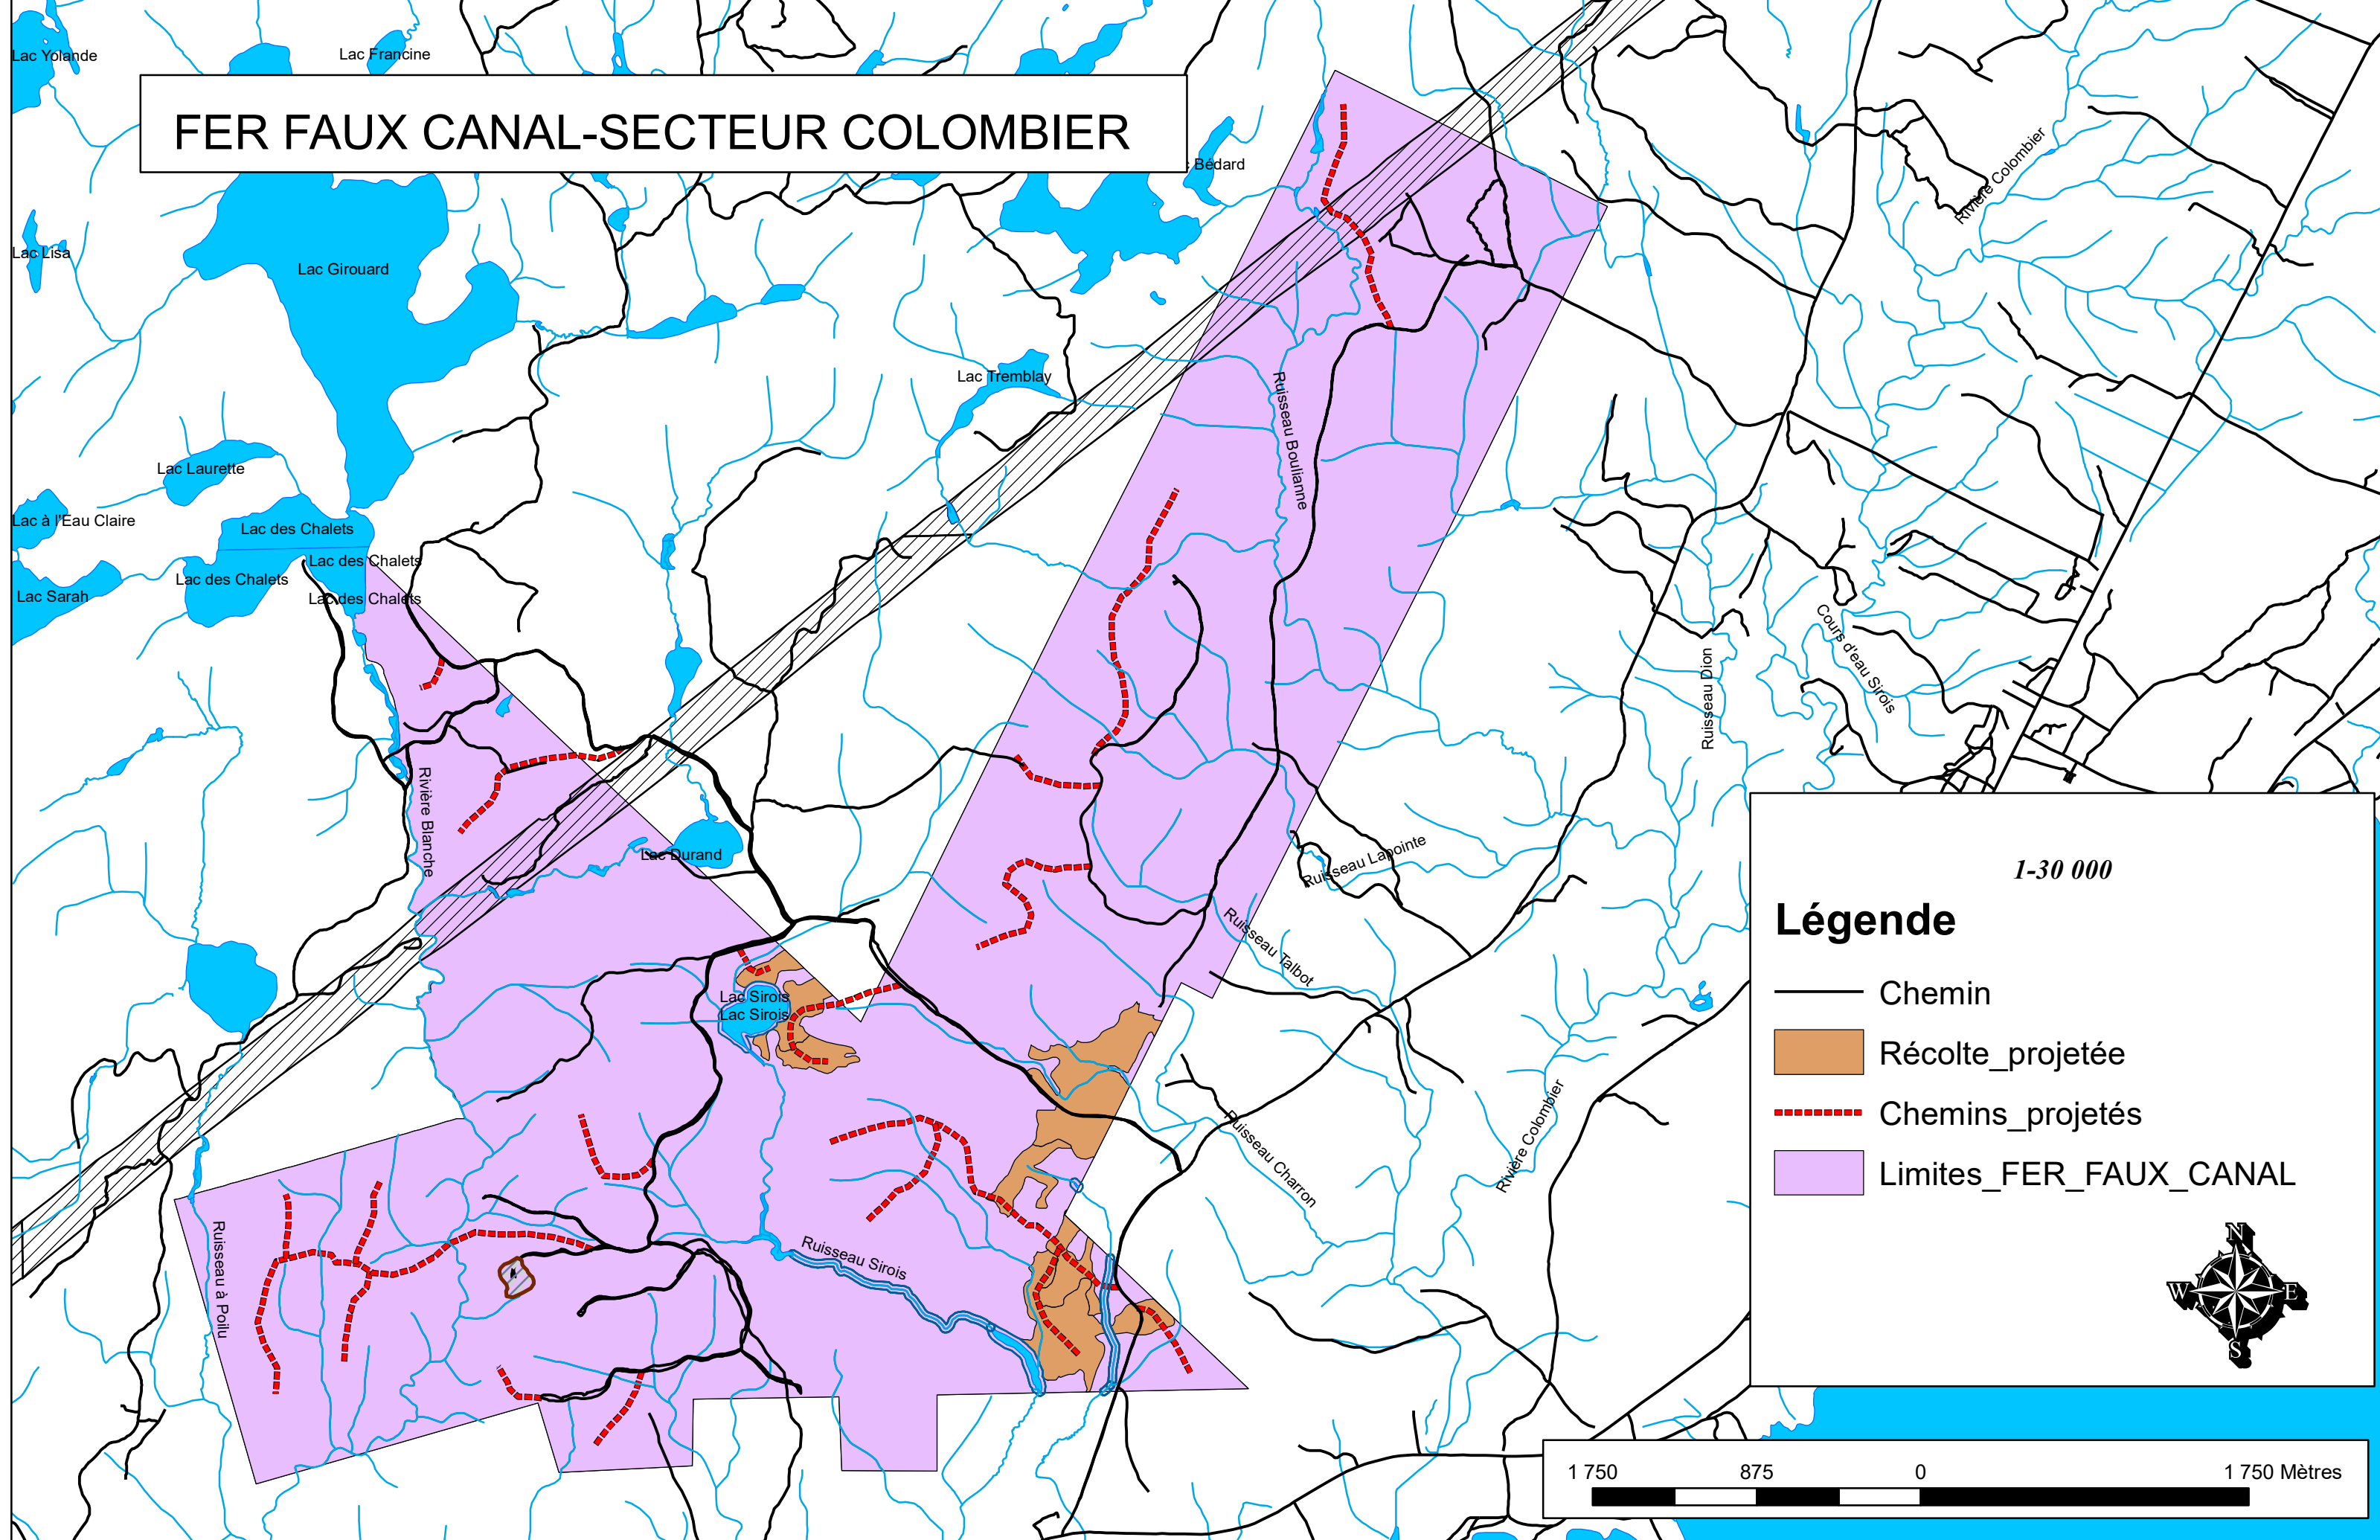 Lac Yolande
Lac Francine
FER FAUX CANAL-SECTEUR COLOMBIER
Bédard
Rivière Colombier
Lac Lisa
Lac Girouard
Lac Tremblay
Ruisseau Boulianne
Lac Laurette
Lac à l'Eau Claire
Lac des Chalets
Lac des Chalets
Lac des Chalets
Lac des Chalets
Lac Sarah
Cours d'eau Sirois
Ruisseau Dion
Rivière Blanche
Lac Durand
Ruisseau Lapointe
Ruisseau Talbot
Lac Sirois
Lac Sirois
Ruisseau Charron
Rivière Colombier
Ruisseau à Poilu
Ruisseau Sirois
1-30 000
Légende
Chemin
Récolte_projetée
Chemins_projetés
Limites_FER_FAUX_CANAL
N
W E
S
1 750 875 0 1 750 Mètres